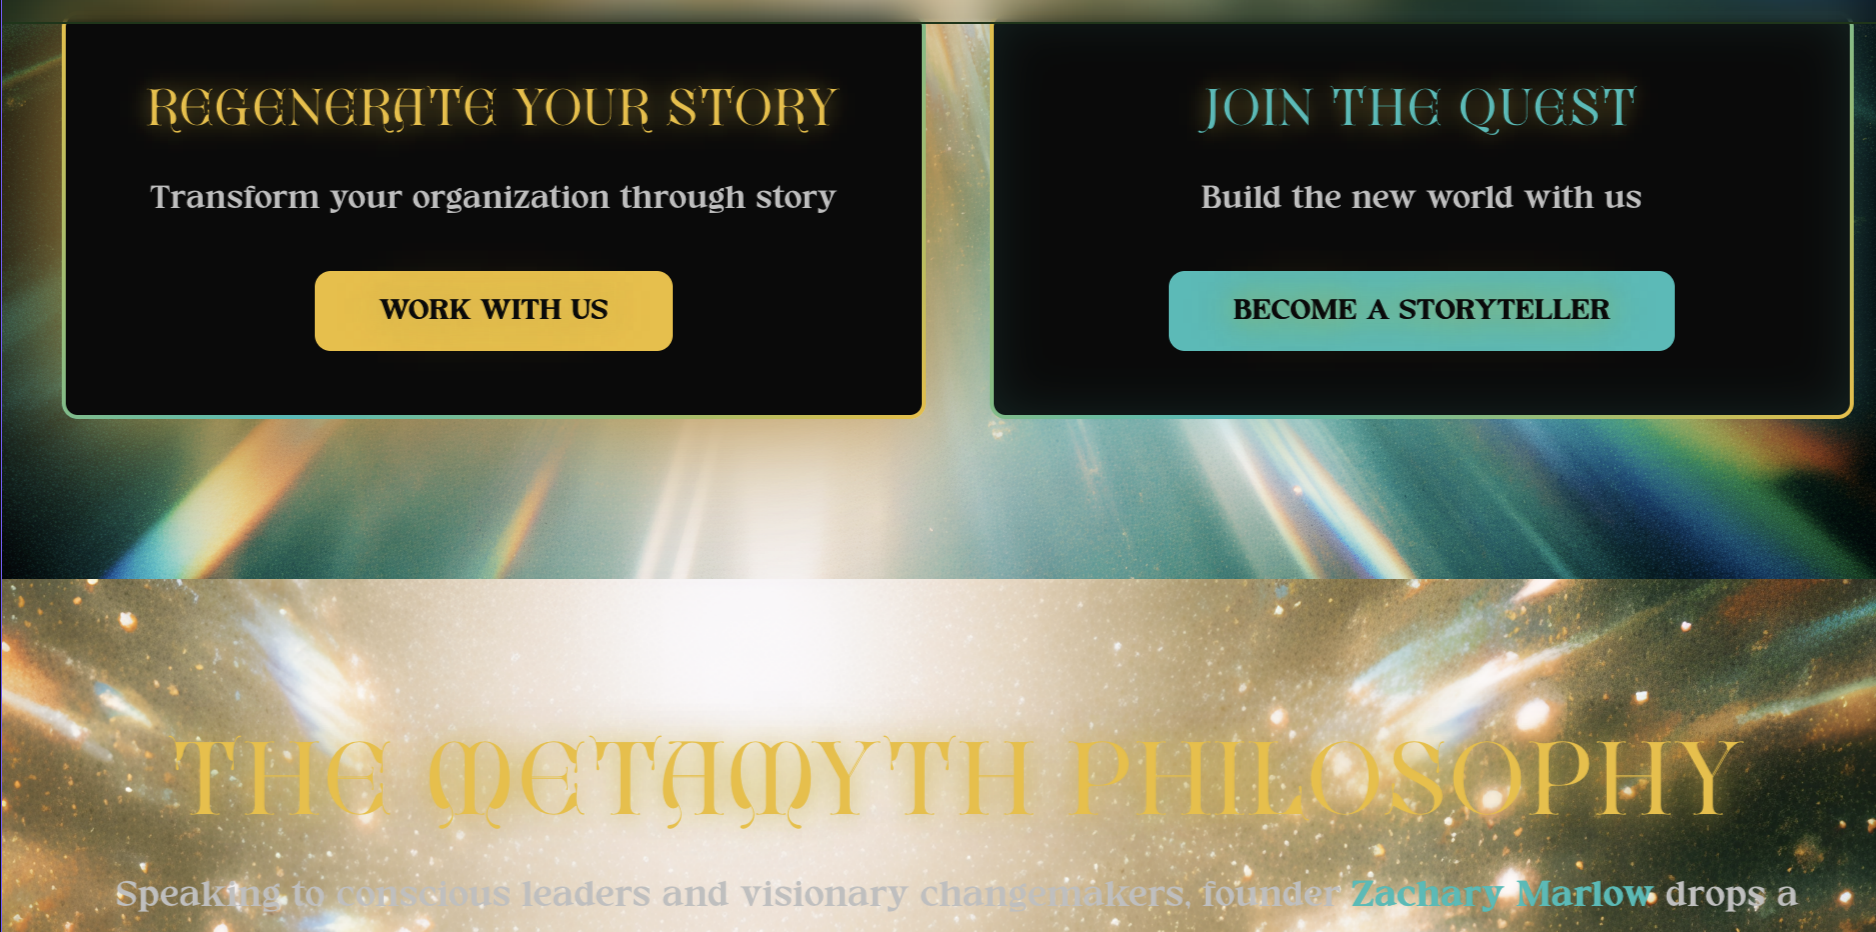 REGENERATE YOUR STORY
Transform your organization through story
WORK WITH US
JOIN THE QUEST
Build the new world with us
BECOME A STORYTELLER
THE METAMYTH PHILOSOPHY
Speaking to conscious leaders and visionary changemakers, founder Zachary Marlow drops a